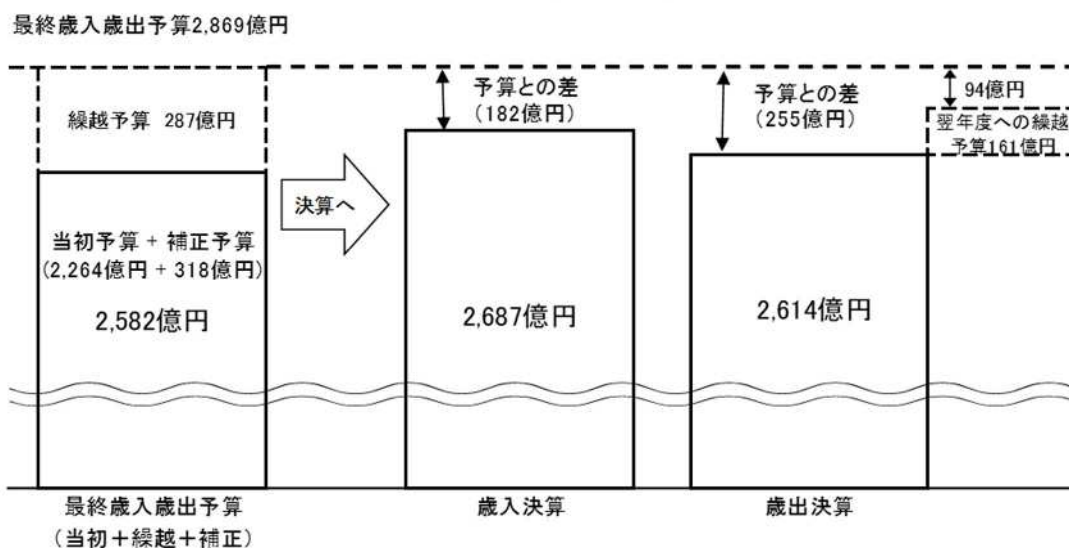 最終歳入歳出予算2,869億円
繰越予算 287億円
当初予算 + 補正予算
(2,264億円 + 318億円)
2,582億円
最終歳入歳出予算
(当初+繰越+補正)
決算へ
予算との差
(182億円)
2,687億円
歳入決算
予算との差
(255億円)
2,614億円
歳出決算
94億円
翌年度への繰越
予算161億円